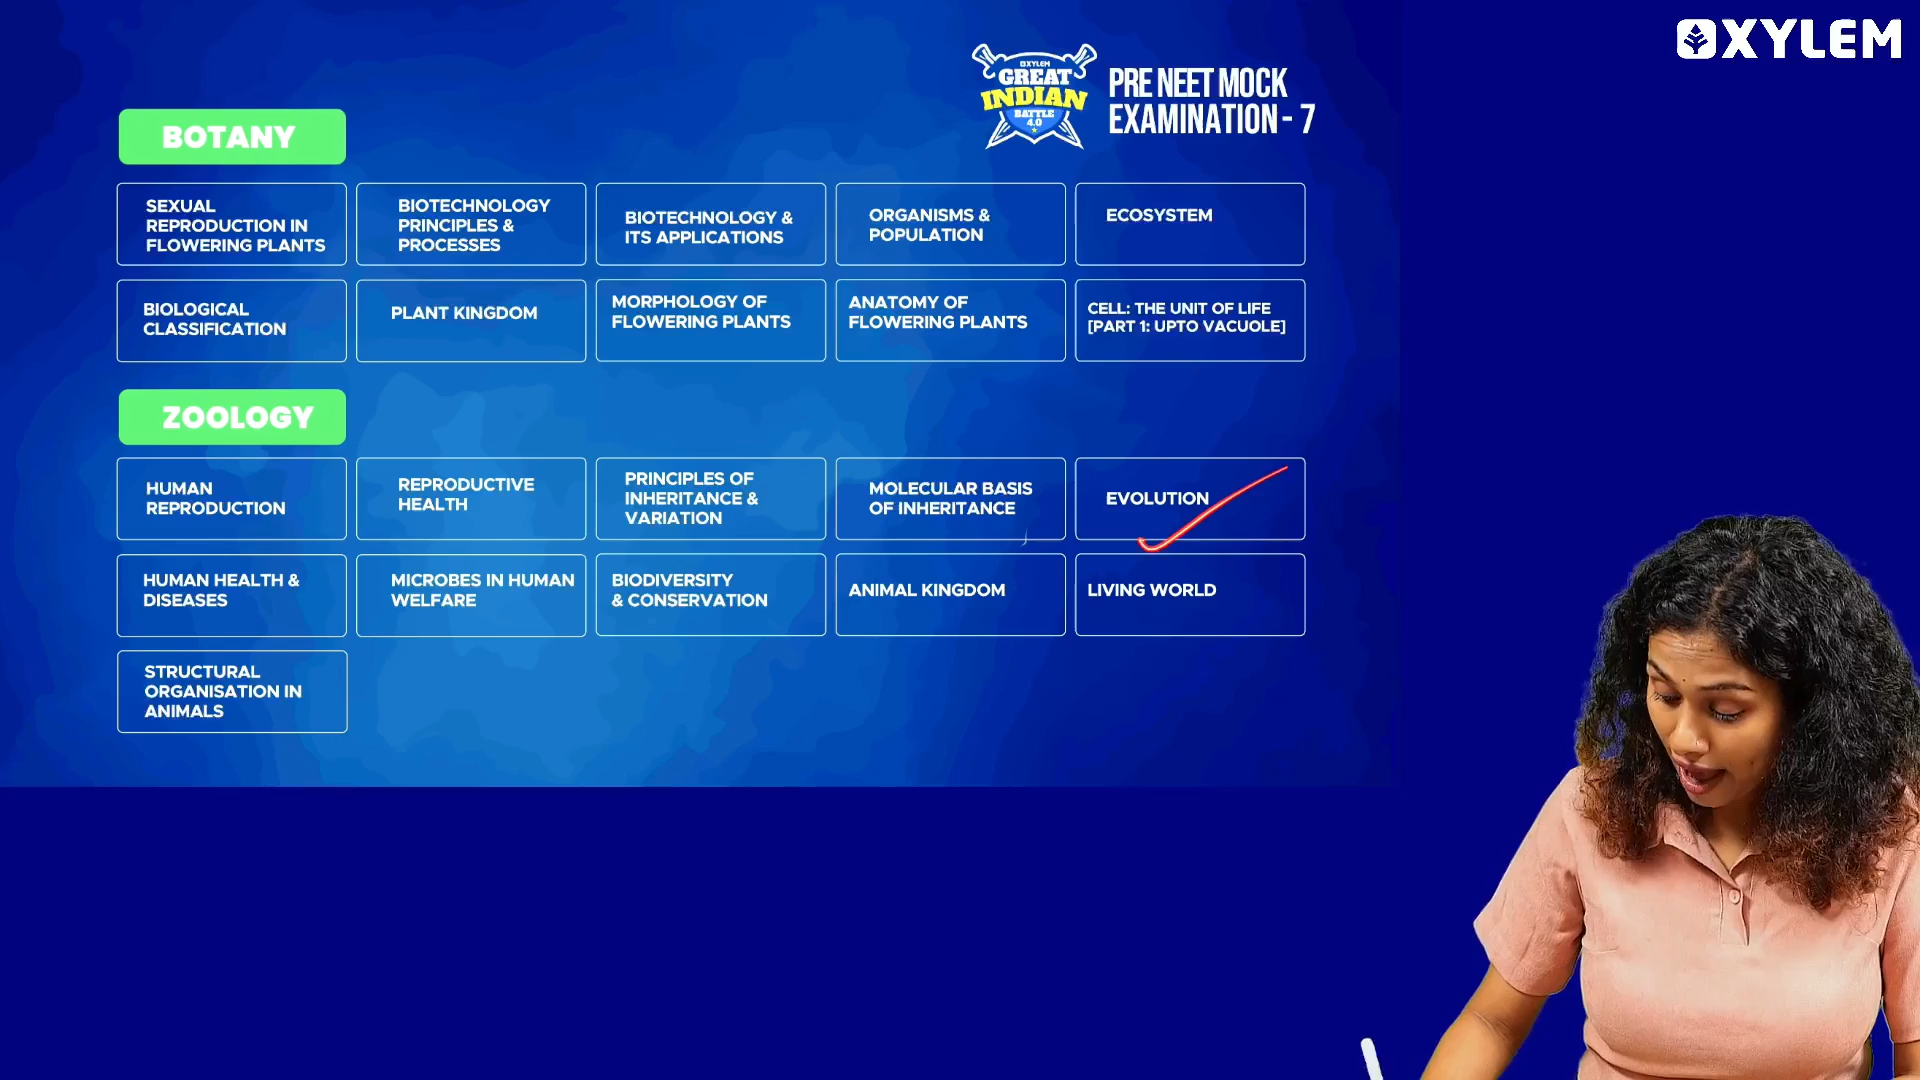 XYLEM
XYLEM
GREAT
INDIAN
BATTLE
4.0
PRE NEET MOCK
EXAMINATION - 7
BOTANY
SEXUAL
REPRODUCTION IN
FLOWERING PLANTS
BIOTECHNOLOGY
PRINCIPLES &
PROCESSES
BIOTECHNOLOGY &
ITS APPLICATIONS
ORGANISMS &
POPULATION
ECOSYSTEM
BIOLOGICAL
CLASSIFICATION
PLANT KINGDOM
MORPHOLOGY OF
FLOWERING PLANTS
ANATOMY OF
FLOWERING PLANTS
CELL: THE UNIT OF LIFE
[PART 1: UPTO VACUOLE]
ZOOLOGY
HUMAN
REPRODUCTION
REPRODUCTIVE
HEALTH
PRINCIPLES OF
INHERITANCE &
VARIATION
MOLECULAR BASIS
OF INHERITANCE
EVOLUTION
HUMAN HEALTH &
DISEASES
MICROBES IN HUMAN
WELFARE
BIODIVERSITY
& CONSERVATION
ANIMAL KINGDOM
LIVING WORLD
STRUCTURAL
ORGANISATION IN
ANIMALS